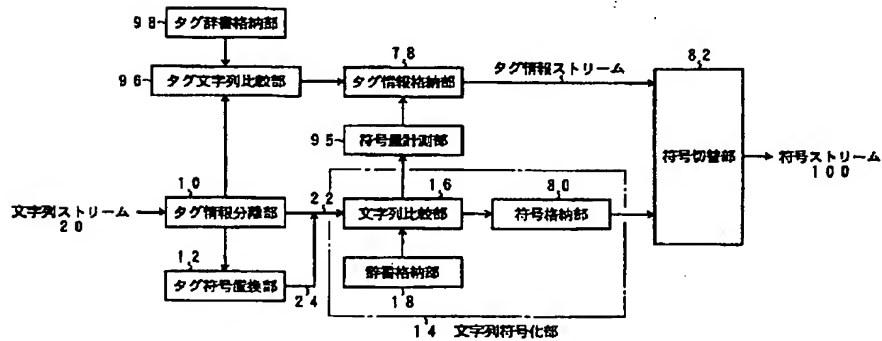 98
タグ辞書格納部
78
82
96
タグ文字列比較部
タグ情報格納部
タグ情報ストリーム
95
符号量計測部
符号切替部
符号ストリーム
100
10
22
16
80
文字列ストリーム
20
タグ情報分離部
文字列比較部
符号格納部
12
タグ符号置換部
24
辞書格納部
18
14 文字列符号化部